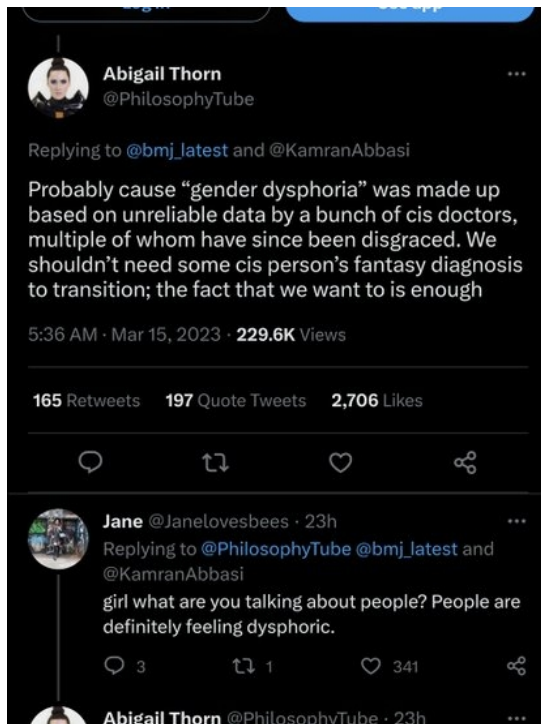 Abigail Thorn
@PhilosophyTube
Replying to @bmj_latest and @KamranAbbasi
Probably cause “gender dysphoria” was made up
based on unreliable data by a bunch of cis doctors,
multiple of whom have since been disgraced. We
shouldn’t need some cis person’s fantasy diagnosis
to transition; the fact that we want to is enough
5:36 AM · Mar 15, 2023 · 229.6K Views
165 Retweets 197 Quote Tweets 2,706 Likes
Jane @Janelovesbees · 23h
Replying to @PhilosophyTube @bmj_latest and
@KamranAbbasi
girl what are you talking about people? People are
definitely feeling dysphoric.
3 1 341
Abigail Thorn @PhilosophyTube · 23h